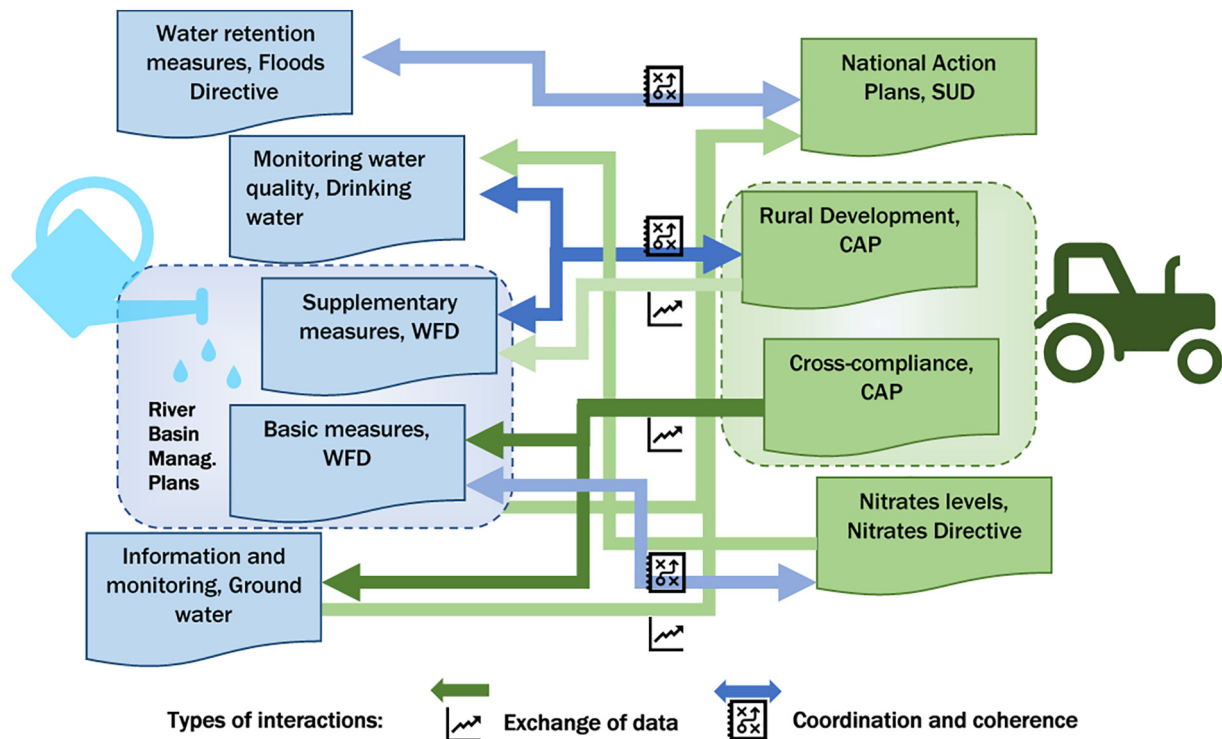 Water retention
measures, Floods
Directive
National Action
Plans, SUD
Monitoring water
quality, Drinking
water
Rural Development,
CAP
Supplementary
measures, WFD
Cross-compliance,
CAP
River
Basin
Manag.
Plans
Basic measures,
WFD
Nitrates levels,
Nitrates Directive
Information and
monitoring, Ground
water
Types of interactions:
Exchange of data
Coordination and coherence